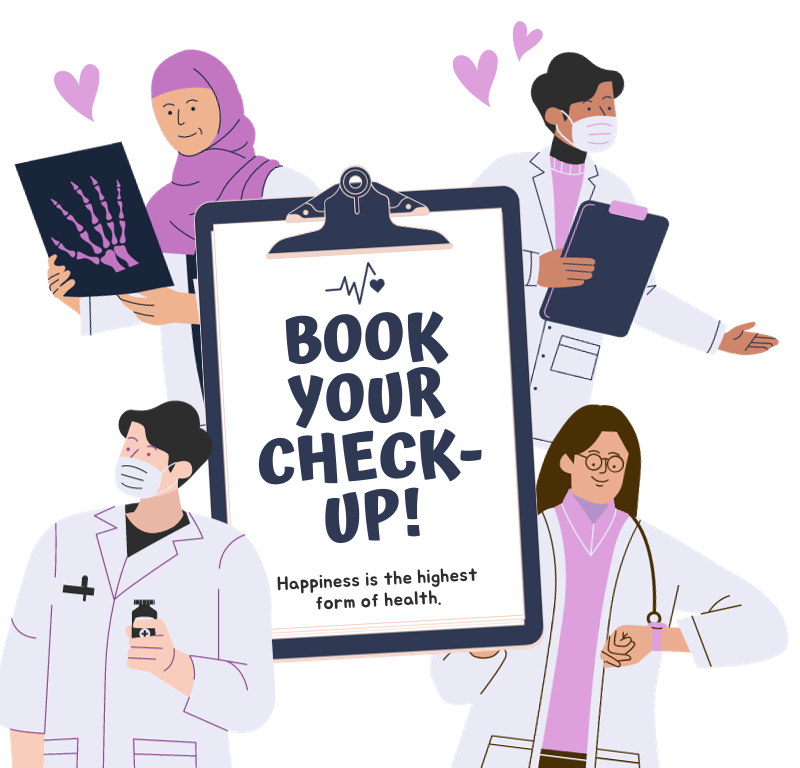 BOOK
YOUR
CHECK-
UP!
Happiness is the highest
form of health.